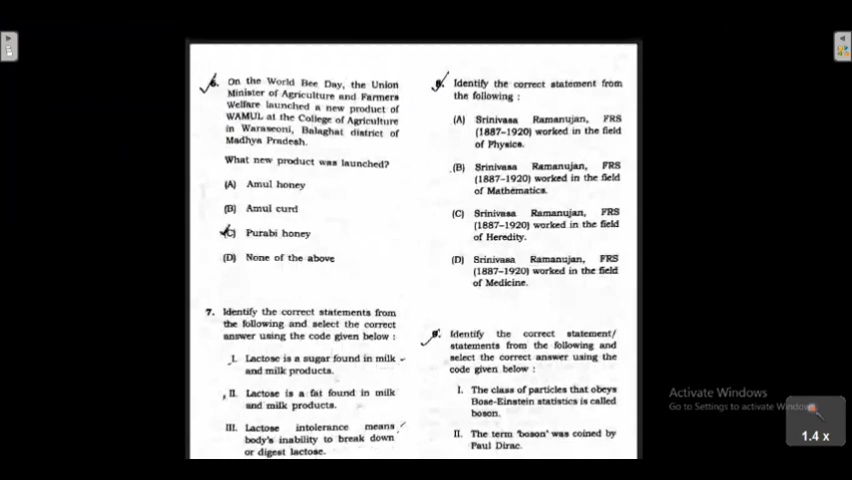 6. On the World Bee Day, the Union
Minister of Agriculture and Farmers
Welfare launched a new product of
WAMUL at the College of Agriculture
in Waraseoni, Balaghat district of
Madhya Pradesh.
What new product was launched?
(A) Amul honey
(B) Amul curd
(C) Purabi honey
(D) None of the above
7. Identify the correct statements from
the following and select the correct
answer using the code given below :
I. Lactose is a sugar found in milk
and milk products.
II. Lactose is a fat found in milk
and milk products.
III. Lactose intolerance means
body's inability to break down
or digest lactose.
Identify the correct statement from
the following :
(A) Srinivasa Ramanujan, FRS
(1887-1920) worked in the field
of Physics.
(B) Srinivasa Ramanujan, FRS
(1887-1920) worked in the field
of Mathematics.
(C) Srinivasa Ramanujan, FRS
(1887-1920) worked in the field
of Heredity.
(D) Srinivasa Ramanujan, FRS
(1887-1920) worked in the field
of Medicine.
9. Identify the correct statement/
statements from the following and
select the correct answer using the
code given below :
I. The class of particles that obeys
Bose-Einstein statistics is called
boson.
II. The term 'boson' was coined by
Paul Dirac.
Activate Windows
Go to Settings to activate Windows.
1.4 x